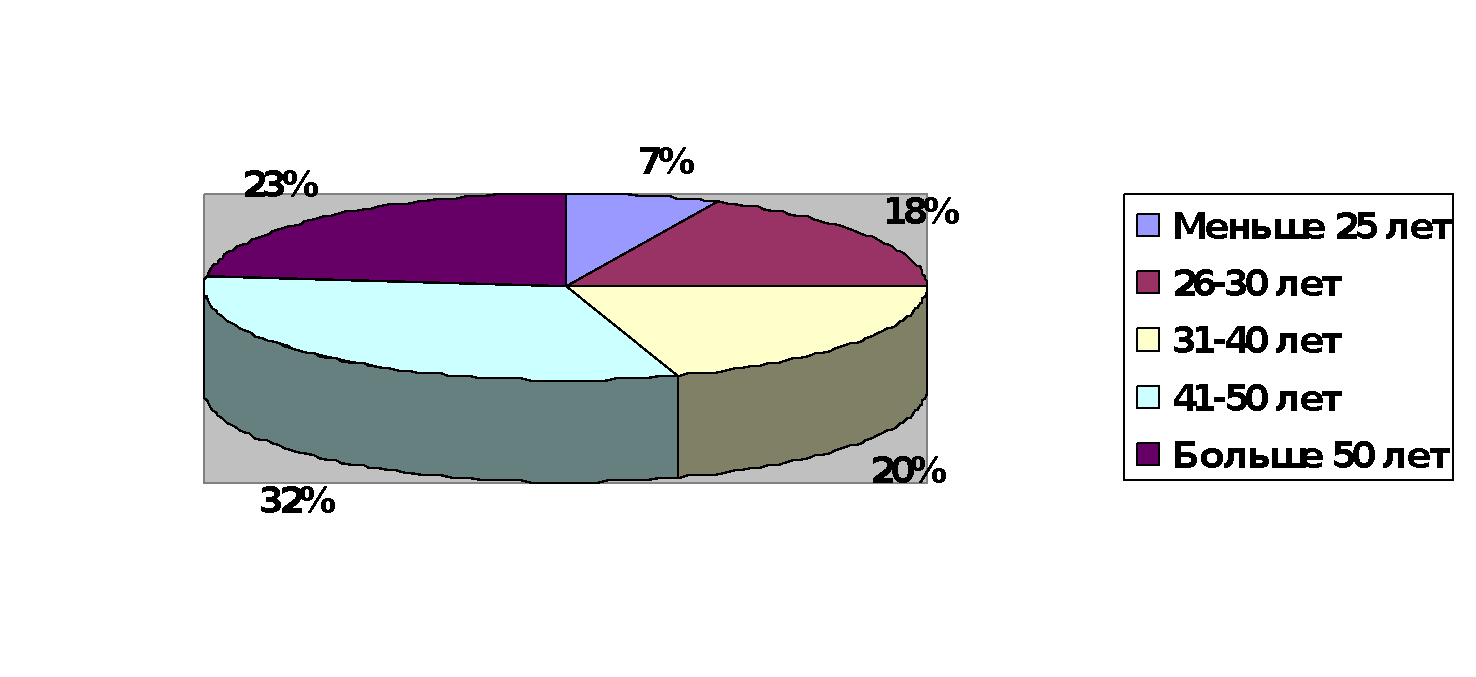 7%
23%
18%
20%
32%
Меньше 25 лет
26-30 лет
31-40 лет
41-50 лет
Больше 50 лет